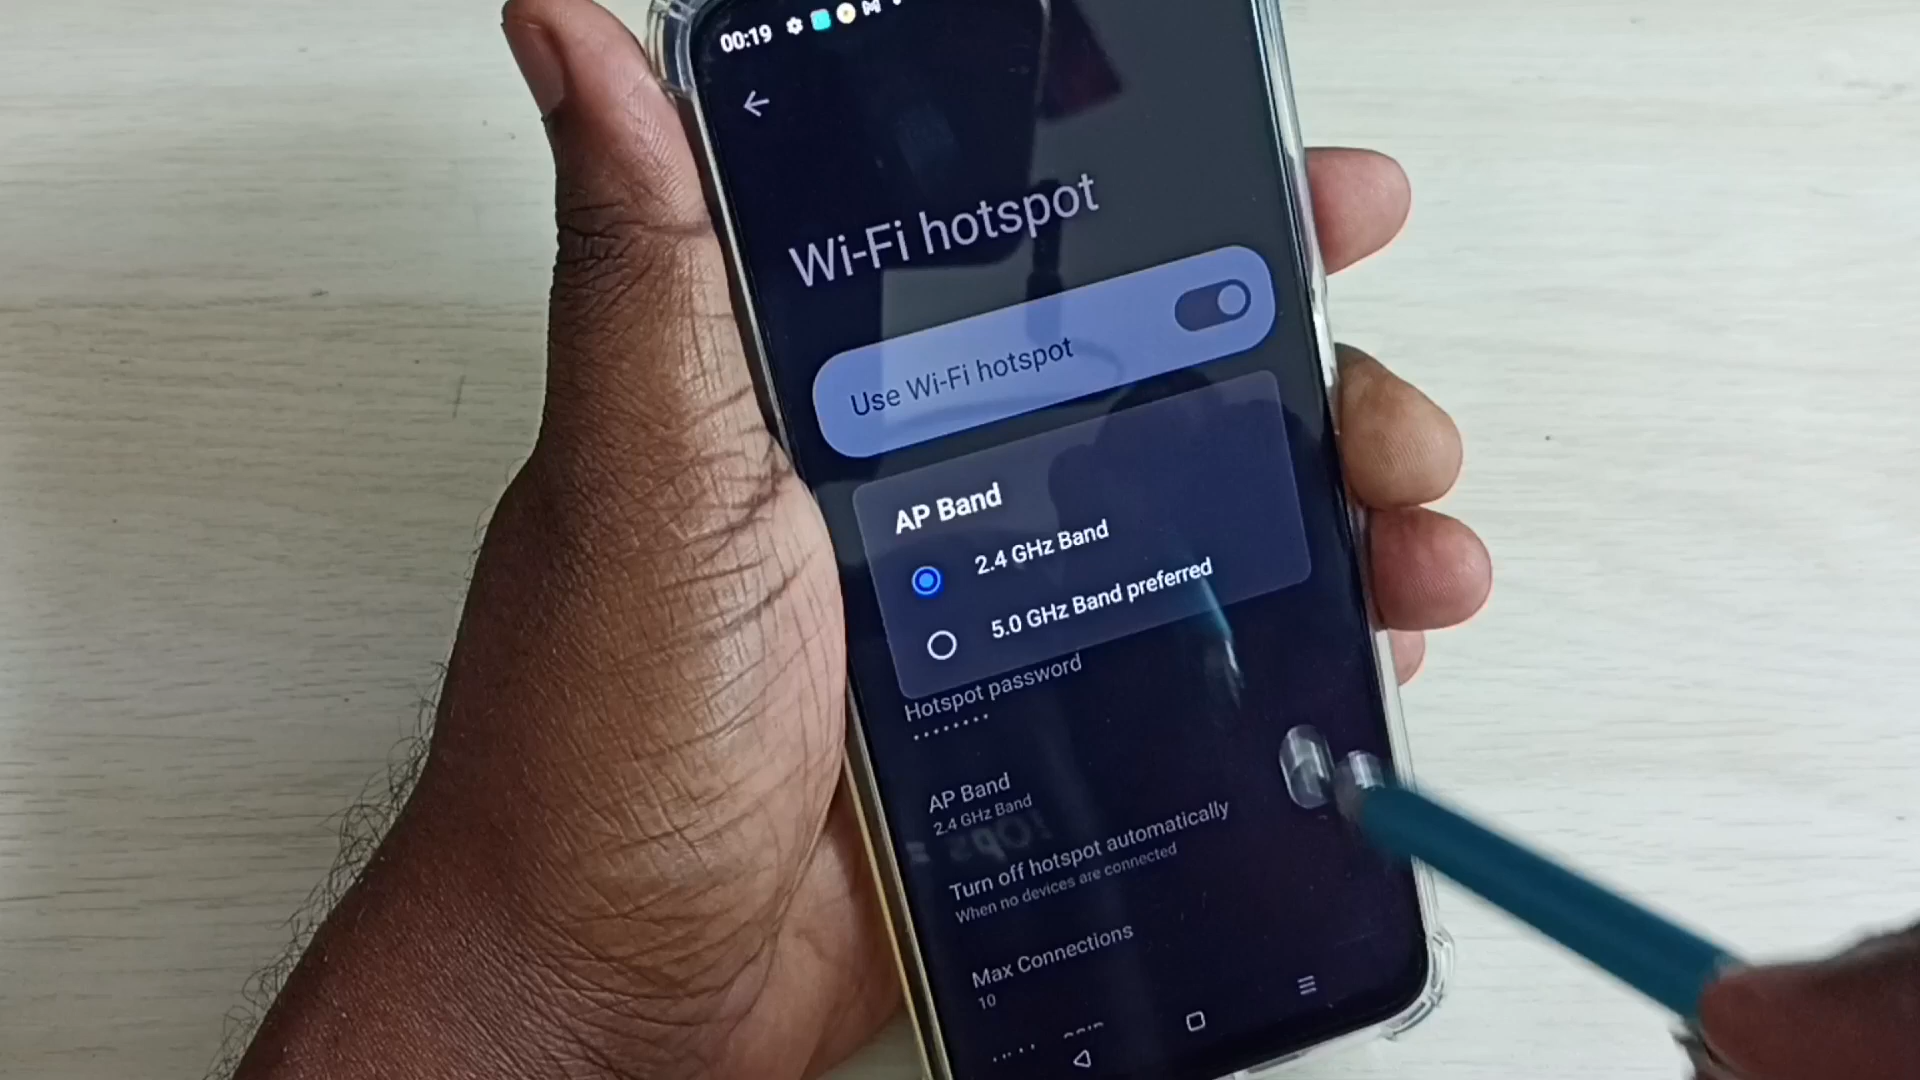 00:19
Wi-Fi hotspot
Use Wi-Fi hotspot
AP Band
2.4 GHz Band
5.0 GHz Band preferred
Hotspot password
••••••••
AP Band
2.4 GHz Band
Turn off hotspot automatically
When no devices are connected
Max Connections
10